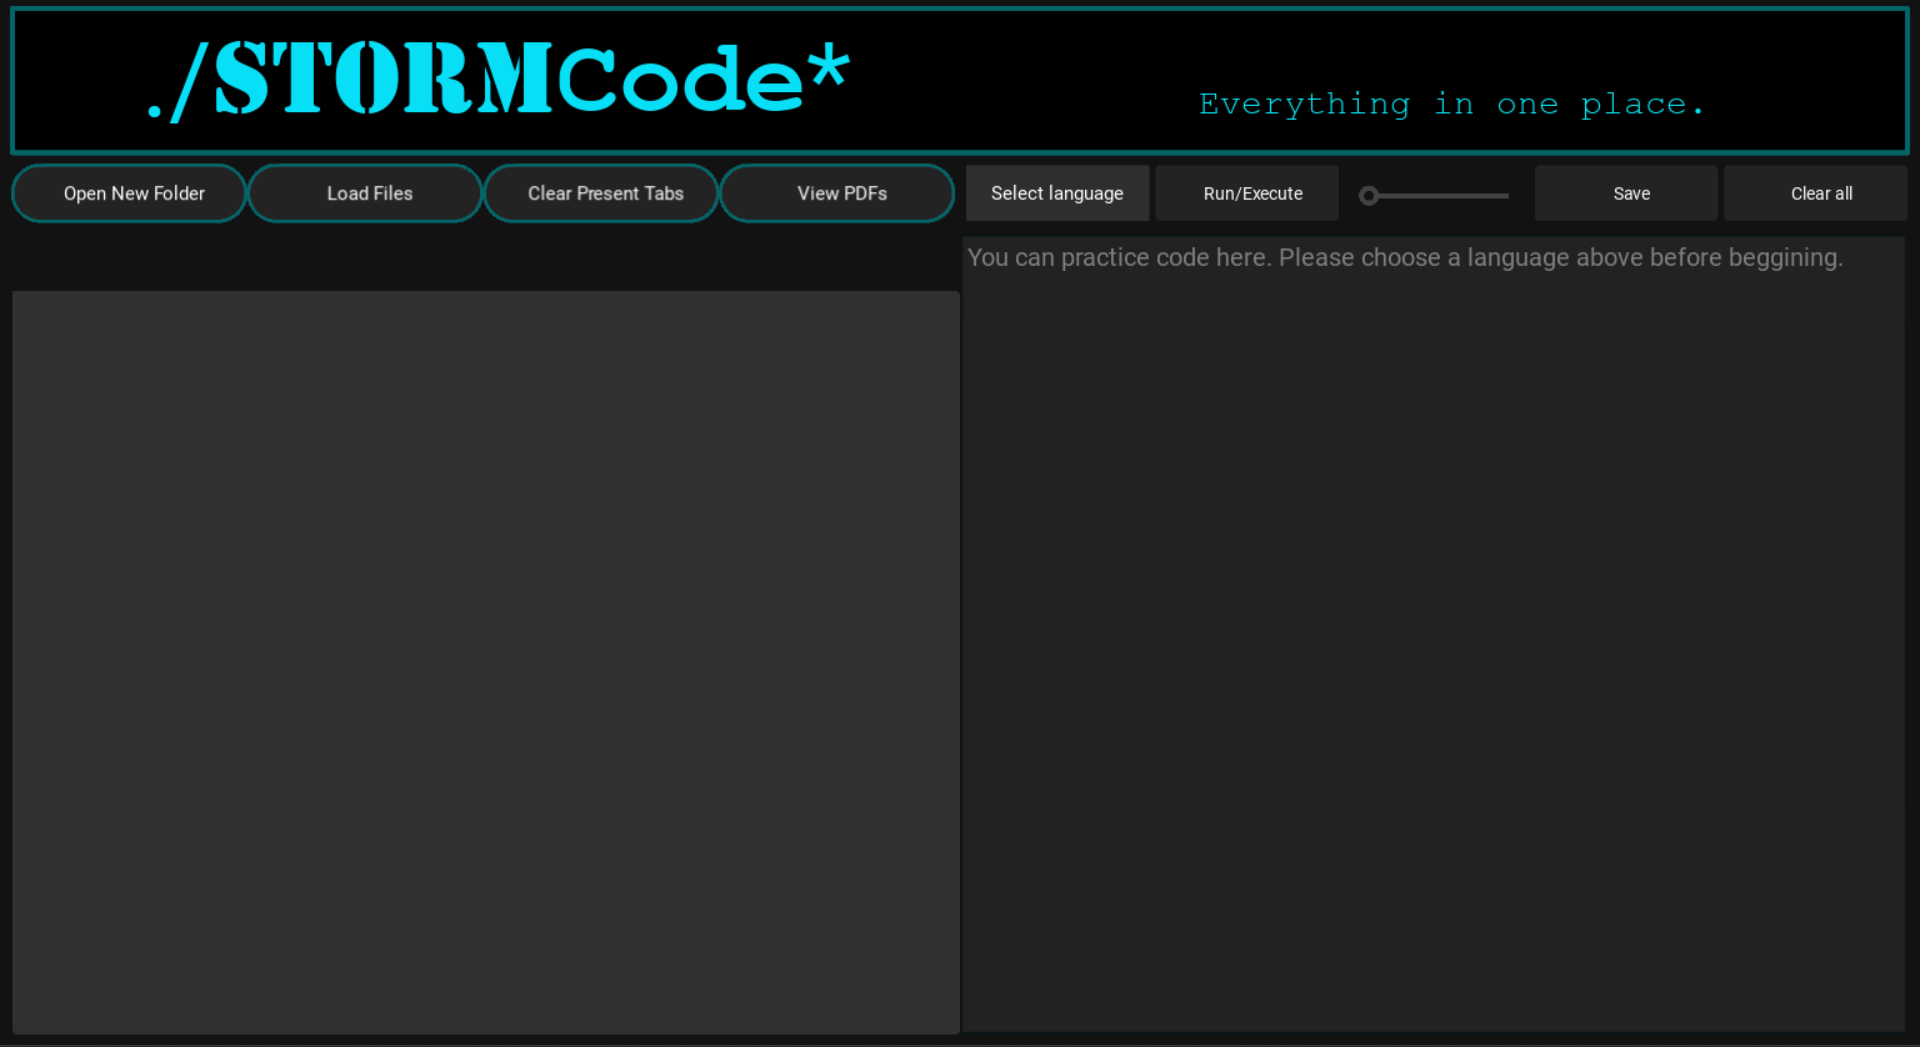 ./STORMCode*
Everything in one place.
Open New Folder
Load Files
Clear Present Tabs
View PDFs
Select language
Run/Execute
Save
Clear all
You can practice code here. Please choose a language above before beggining.